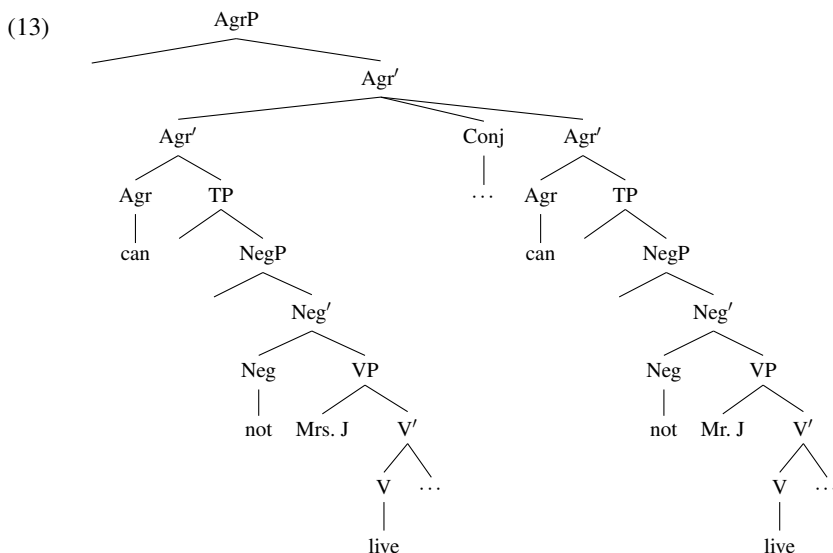 AgrP
(13)
Agr′
Agr′ Conj Agr′
Agr TP … Agr TP
can NegP can NegP
Neg′ Neg′
Neg VP Neg VP
not Mrs. J V′ not Mr. J V′
V … V …
live live